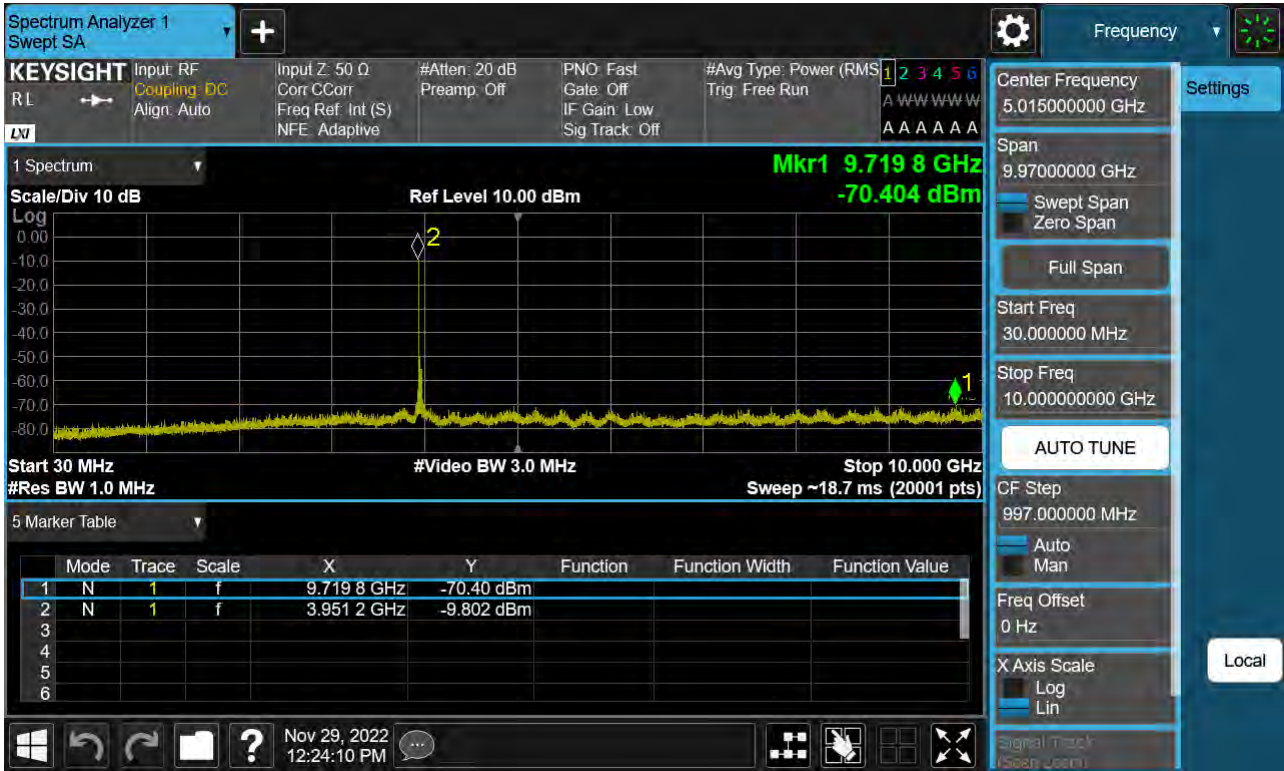 Spectrum Analyzer 1
Swept SA
+
Frequency
KEYSIGHT
RL
LXI
Input: RF
Coupling: DC
Align: Auto
Input Z: 50 Ω
Corr CCorr
Freq Ref: Int (S)
NFE: Adaptive
#Atten: 20 dB
Preamp: Off
PNO: Fast
Gate: Off
IF Gain: Low
Sig Track: Off
#Avg Type: Power (RMS
Trig: Free Run
1 2 3 4 5 6
A W W W W W
A A A A A A
1 Spectrum
Mkr1 9.719 8 GHz
Scale/Div 10 dB
Ref Level 10.00 dBm
-70.404 dBm
Log
0.00
-10.0
-20.0
-30.0
-40.0
-50.0
-60.0
-70.0
-80.0
2
1
Start 30 MHz
#Video BW 3.0 MHz
Stop 10.000 GHz
#Res BW 1.0 MHz
Sweep ~18.7 ms (20001 pts)
5 Marker Table
Mode Trace Scale X Y Function Function Width Function Value
1 N 1 f 9.719 8 GHz -70.40 dBm
2 N 1 f 3.951 2 GHz -9.802 dBm
3
4
5
6
Nov 29, 2022
12:24:10 PM
?
Center Frequency
5.015000000 GHz
Settings
Span
9.97000000 GHz
Swept Span
Zero Span
Full Span
Start Freq
30.000000 MHz
Stop Freq
10.000000000 GHz
AUTO TUNE
CF Step
997.000000 MHz
Auto
Man
Freq Offset
0 Hz
X Axis Scale
Log
Lin
Local
Signal Track
(Span Zoom)